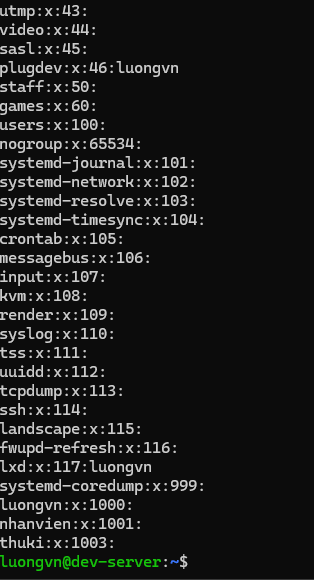 utmp:x:43:
video:x:44:
sasl:x:45:
plugdev:x:46:luongvn
staff:x:50:
games:x:60:
users:x:100:
nogroup:x:65534:
systemd-journal:x:101:
systemd-network:x:102:
systemd-resolve:x:103:
systemd-timesync:x:104:
crontab:x:105:
messagebus:x:106:
input:x:107:
kvm:x:108:
render:x:109:
syslog:x:110:
tss:x:111:
uuidd:x:112:
tcpdump:x:113:
ssh:x:114:
landscape:x:115:
fwupd-refresh:x:116:
lxd:x:117:luongvn
systemd-coredump:x:999:
luongvn:x:1000:
nhanvien:x:1001:
thuki:x:1003:
luongvn@dev-server:~$